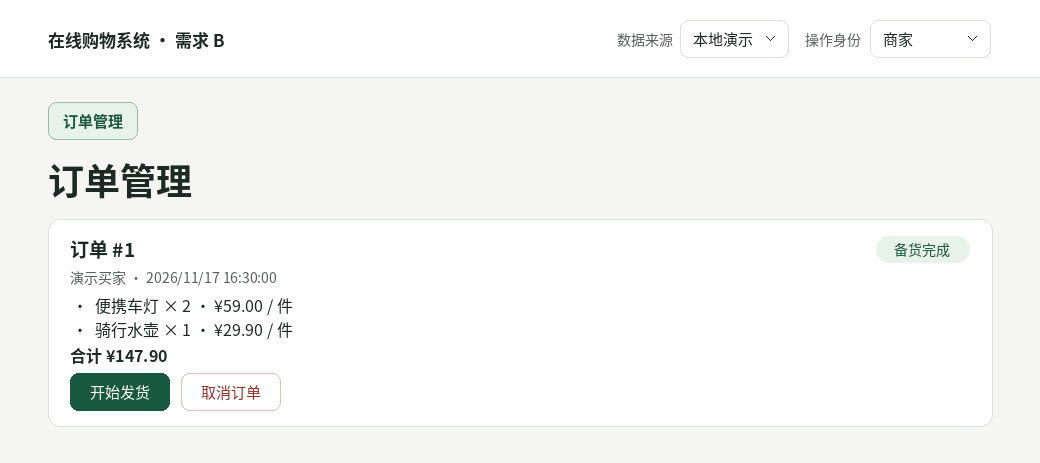 在线购物系统 · 需求 B
数据来源 本地演示 操作身份 商家
订单管理
订单管理
订单 #1
备货完成
演示买家 · 2026/11/17 16:30:00
· 便携车灯 × 2 · ¥59.00 / 件
· 骑行水壶 × 1 · ¥29.90 / 件
合计 ¥147.90
开始发货 取消订单